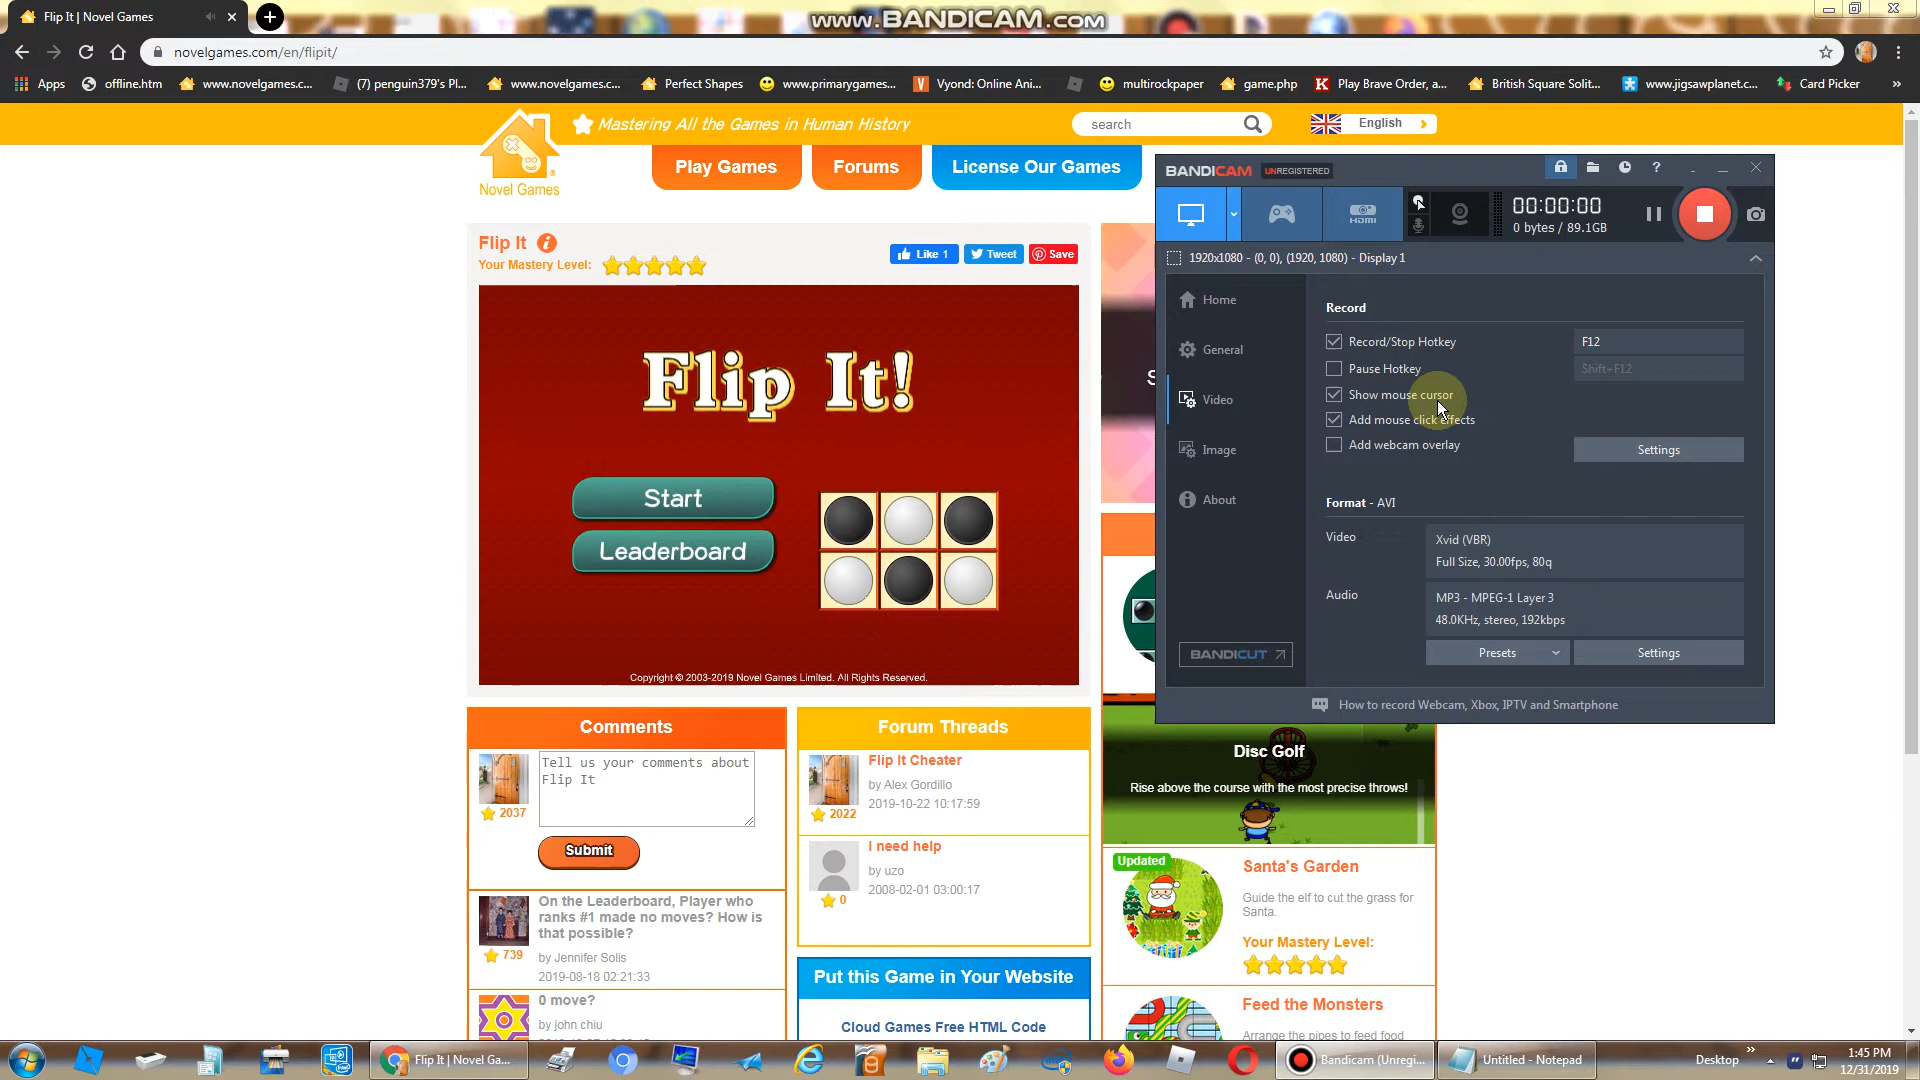 Flip It | Novel Games
www.BANDICAM.com
novelgames.com/en/flipit/
Apps
offline.htm
www.novelgames.c...
(7) penguin379's Pl...
www.novelgames.c...
Perfect Shapes
www.primarygames...
Vyond: Online Ani...
multirockpaper
game.php
Play Brave Order, a...
British Square Solit...
www.jigsawplanet.c...
Card Picker
»
Novel Games
Mastering All the Games in Human History
search
English
Play Games
Forums
License Our Games
Flip It
Your Mastery Level:
Like 1
Tweet
Save
Flip It!
Start
Leaderboard
Copyright © 2003-2019 Novel Games Limited. All Rights Reserved.
BANDICAM UNREGISTERED
HDMI
00:00:00
0 bytes / 89.1GB
1920x1080 - (0, 0), (1920, 1080) - Display 1
Home
General
Video
Image
About
BANDICUT
Record
Record/Stop Hotkey
F12
Pause Hotkey
Shift+F12
Show mouse cursor
Add mouse click effects
Add webcam overlay
Settings
Format - AVI
Video
Xvid (VBR)
Full Size, 30.00fps, 80q
Audio
MP3 - MPEG-1 Layer 3
48.0KHz, stereo, 192kbps
Presets
Settings
How to record Webcam, Xbox, IPTV and Smartphone
Comments
Tell us your comments about
Flip It
2037
Submit
On the Leaderboard, Player who
ranks #1 made no moves? How is
that possible?
739
by Jennifer Solis
2019-08-18 02:21:33
0 move?
by john chiu
Forum Threads
Flip It Cheater
by Alex Gordillo
2019-10-22 10:17:59
2022
I need help
by uzo
2008-02-01 03:00:17
0
Put this Game in Your Website
Cloud Games Free HTML Code
S
Disc Golf
Rise above the course with the most precise throws!
Updated
Santa's Garden
Guide the elf to cut the grass for
Santa.
Your Mastery Level:
Feed the Monsters
Arrange the pipes to feed food
Flip It | Novel Ga...
Bandicam (Unregi...
Untitled - Notepad
Desktop
»
1:45 PM
12/31/2019